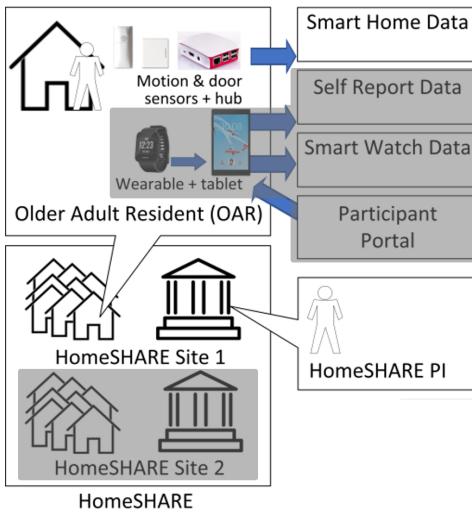 Smart Home Data
Motion & door
sensors + hub
Self Report Data
Smart Watch Data
Wearable + tablet
Participant
Portal
Older Adult Resident (OAR)
HomeSHARE Site 1
HomeSHARE PI
HomeSHARE Site 2
HomeSHARE